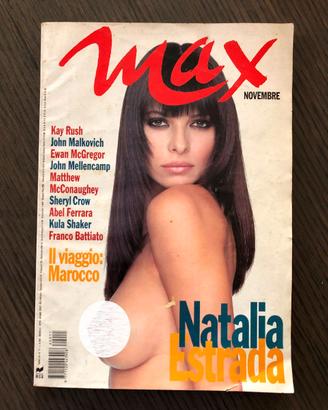 max
NOVEMBRE
Kay Rush
John Malkovich
Ewan McGregor
John Mellencamp
Matthew
McConaughey
Sheryl Crow
Abel Ferrara
Kula Shaker
Franco Battiato
Il viaggio:
Marocco
Natalia
Estrada